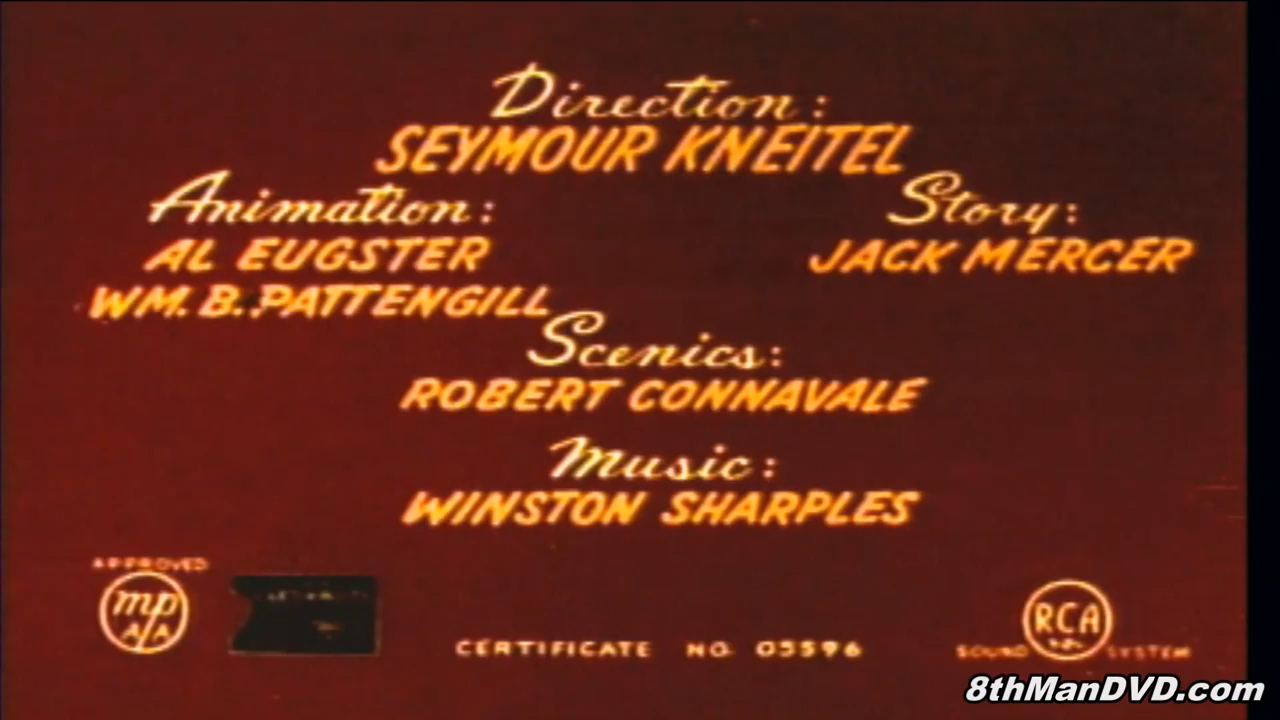 Direction:
SEYMOUR KNEITEL
Animation:
AL EUGSTER
WM. B. PATTENGILL
Story:
JACK MERCER
Scenics:
ROBERT CONNAVALE
Music:
WINSTON SHARPLES
APPROVED
MPAA
CERTIFICATE NO. 05596
RCA
SOUND SYSTEM
8thManDVD.com